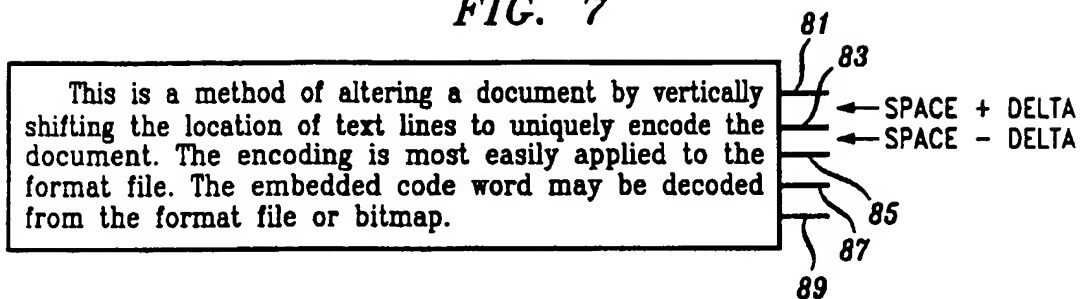 FIG. 7
81
83
This is a method of altering a document by vertically
shifting the location of text lines to uniquely encode the
document. The encoding is most easily applied to the
format file. The embedded code word may be decoded
from the format file or bitmap.
SPACE + DELTA
SPACE - DELTA
85
87
89